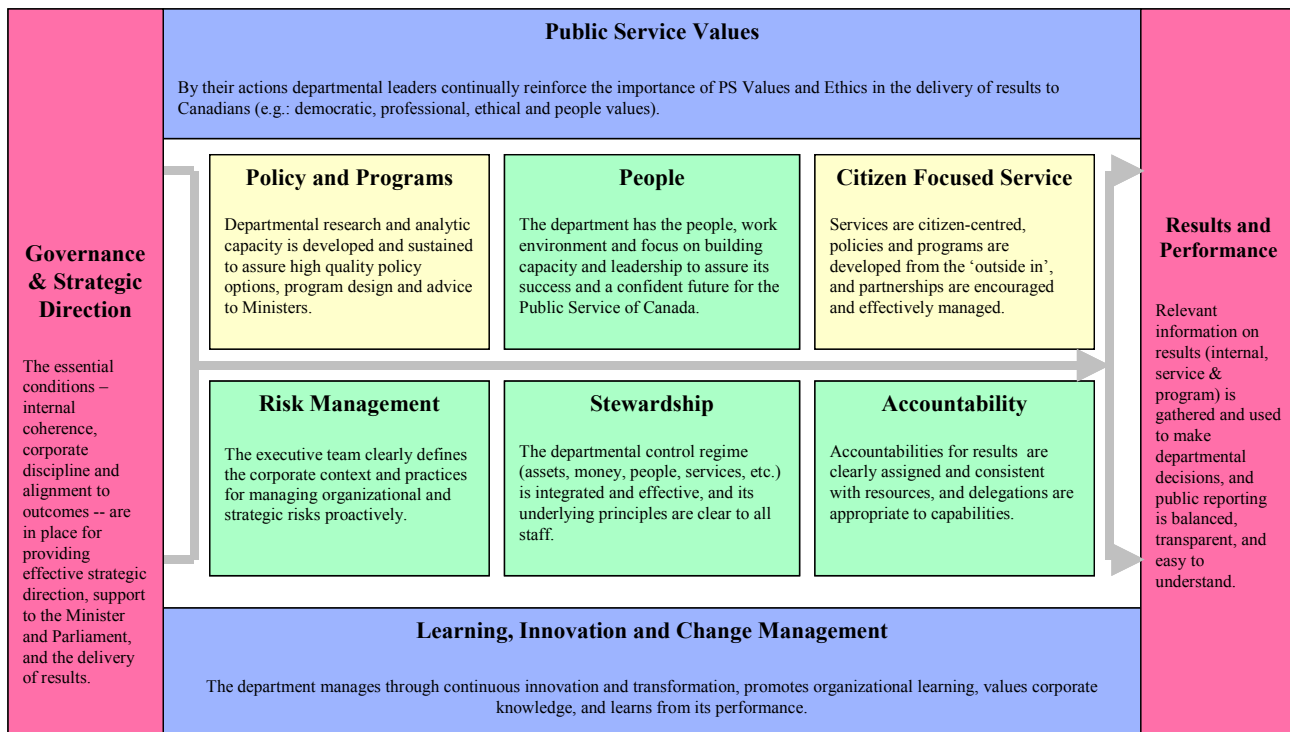 Public Service Values
By their actions departmental leaders continually reinforce the importance of PS Values and Ethics in the delivery of results to
Canadians (e.g.: democratic, professional, ethical and people values).
Governance
& Strategic
Direction
The essential
conditions –
internal
coherence,
corporate
discipline and
alignment to
outcomes -- are
in place for
providing
effective strategic
direction, support
to the Minister
and Parliament,
and the delivery
of results.
Policy and Programs
Departmental research and analytic
capacity is developed and sustained
to assure high quality policy
options, program design and advice
to Ministers.
People
The department has the people, work
environment and focus on building
capacity and leadership to assure its
success and a confident future for the
Public Service of Canada.
Citizen Focused Service
Services are citizen-centred,
policies and programs are
developed from the ‘outside in’,
and partnerships are encouraged
and effectively managed.
Risk Management
The executive team clearly defines
the corporate context and practices
for managing organizational and
strategic risks proactively.
Stewardship
The departmental control regime
(assets, money, people, services, etc.)
is integrated and effective, and its
underlying principles are clear to all
staff.
Accountability
Accountabilities for results are
clearly assigned and consistent
with resources, and delegations are
appropriate to capabilities.
Results and
Performance
Relevant
information on
results (internal,
service &
program) is
gathered and used
to make
departmental
decisions, and
public reporting
is balanced,
transparent, and
easy to
understand.
Learning, Innovation and Change Management
The department manages through continuous innovation and transformation, promotes organizational learning, values corporate
knowledge, and learns from its performance.